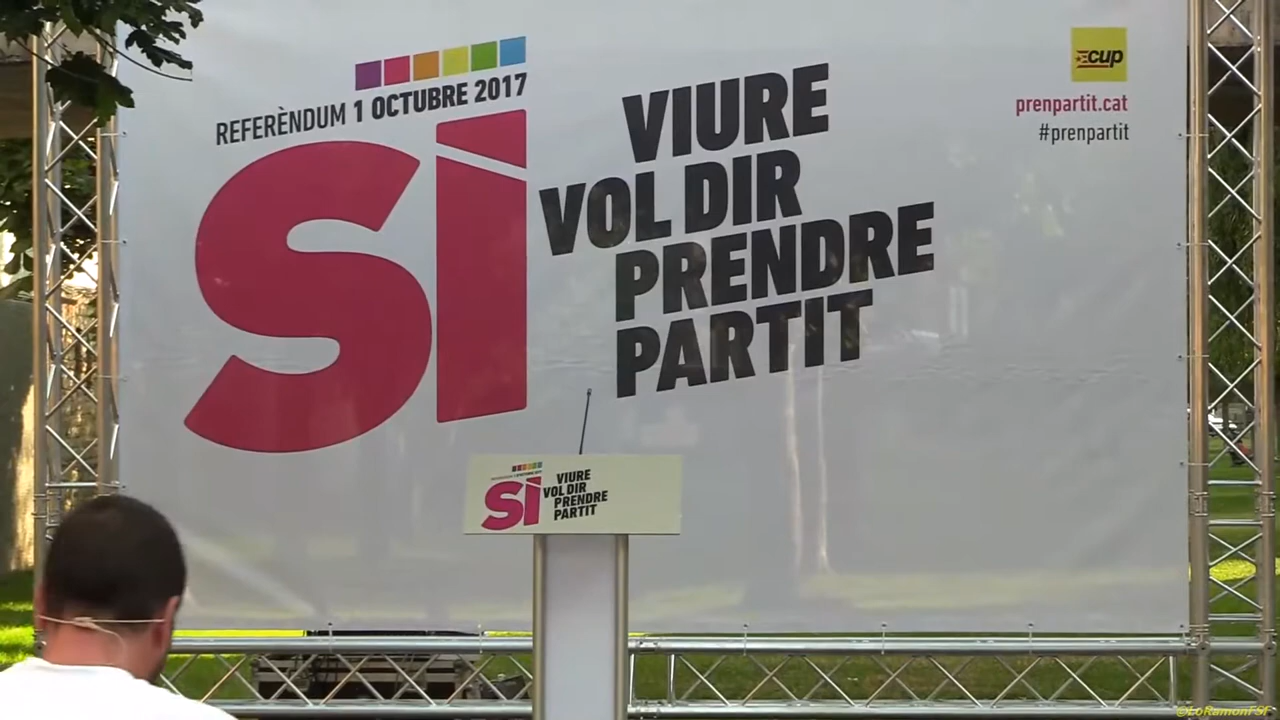 REFERÈNDUM 1 OCTUBRE 2017
SÍ
VIURE
VOL DIR
PRENDRE
PARTIT
cup
prenpartit.cat
#prenpartit
SÍ
VIURE
VOL DIR
PRENDRE
PARTIT
@LoRamonFSF